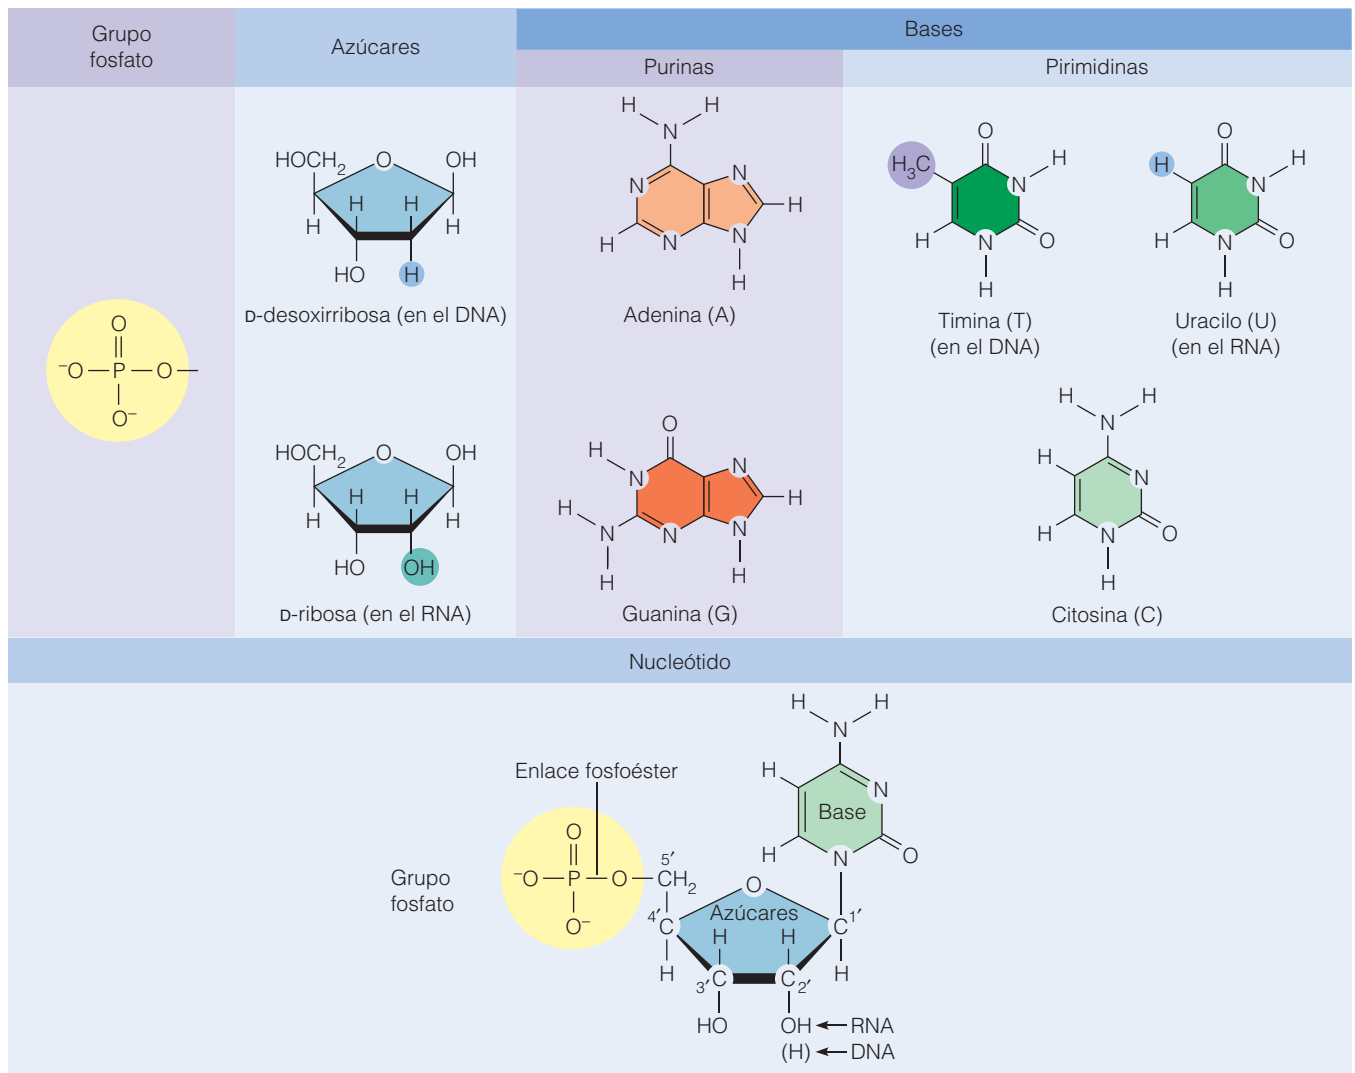 Grupo
fosfato
Azúcares
Bases
Purinas
Pirimidinas
O
⁻O P O
O⁻
HOCH₂ O OH
H H H H
HO H
D-desoxirribosa (en el DNA)
HOCH₂ O OH
H H H H
HO OH
D-ribosa (en el RNA)
H H
N
N N
H
H N N
H
Adenina (A)
O
H N
N H
H
N N N
H H
Guanina (G)
O
H₃C H
N
H N O
H
Timina (T)
(en el DNA)
O
H H
N
H N O
H
Uracilo (U)
(en el RNA)
H H
N
H
N
H N O
H
Citosina (C)
Nucleótido
H H
N
Enlace fosfoéster
H
N
Base
H N O
Grupo
fosfato
O
⁻O P O
O⁻
5′
CH₂
O
4′ C
Azúcares
C 1′
H H
H H
3′ C C 2′
HO OH RNA
(H) DNA